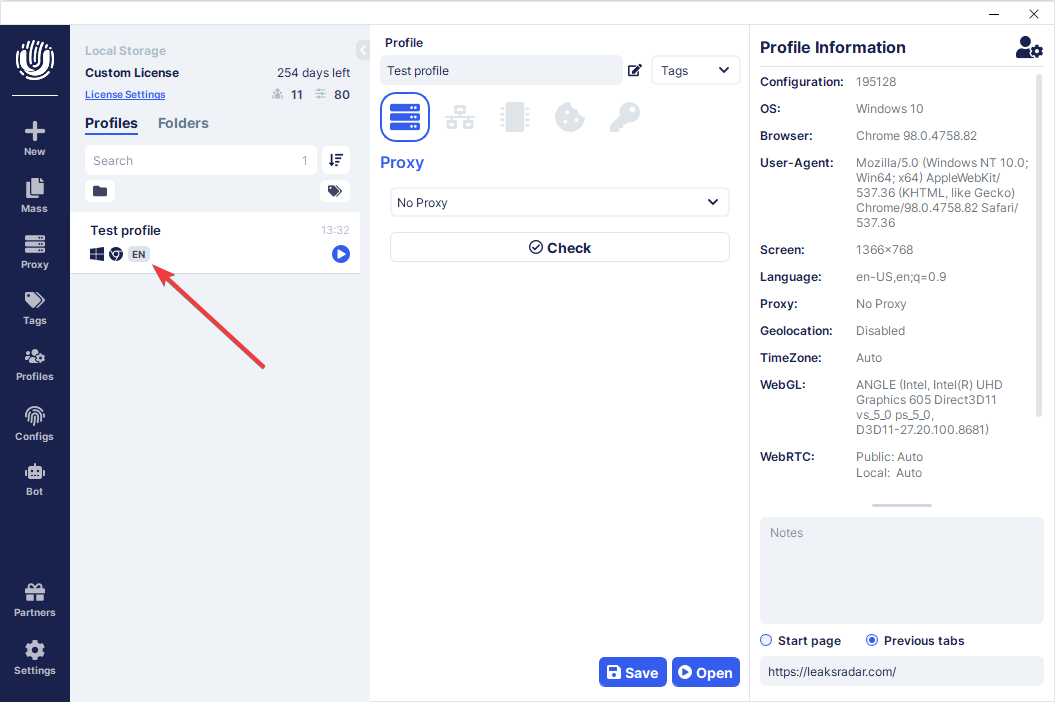 Local Storage
Custom License 254 days left
License Settings 11 80
Profiles Folders
Search 1
Test profile 13:32
EN
New
Mass
Proxy
Tags
Profiles
Configs
Bot
Partners
Settings
Profile
Test profile Tags
Proxy
No Proxy
Check
Save Open
Profile Information
Configuration: 195128
OS: Windows 10
Browser: Chrome 98.0.4758.82
User-Agent: Mozilla/5.0 (Windows NT 10.0;
Win64; x64) AppleWebKit/
537.36 (KHTML, like Gecko)
Chrome/98.0.4758.82 Safari/
537.36
Screen: 1366×768
Language: en-US,en;q=0.9
Proxy: No Proxy
Geolocation: Disabled
TimeZone: Auto
WebGL: ANGLE (Intel, Intel(R) UHD
Graphics 605 Direct3D11
vs_5_0 ps_5_0,
D3D11-27.20.100.8681)
WebRTC: Public: Auto
Local: Auto
Notes
Start page Previous tabs
https://leaksradar.com/